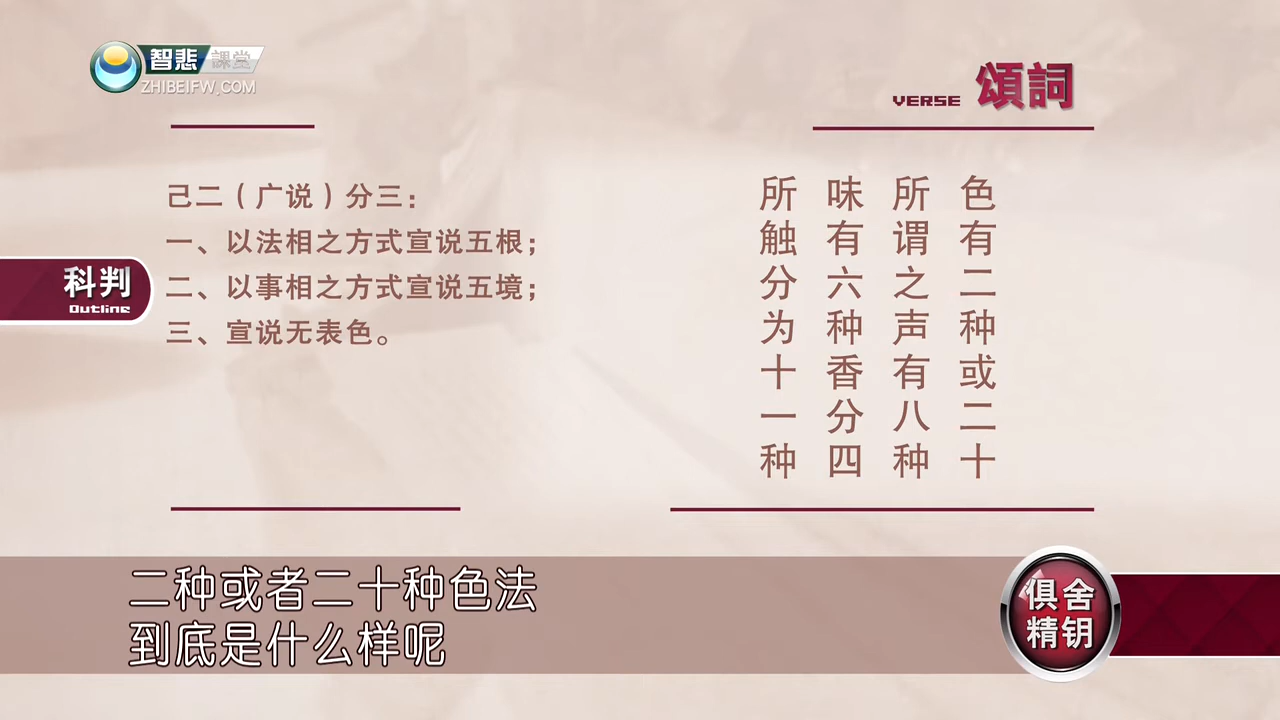 智悲課堂
ZHIBEIFW.COM
VERSE 頌詞
己二（广说）分三：
一、以法相之方式宣说五根；
二、以事相之方式宣说五境；
三、宣说无表色。
科判
Outline
色有二种或二十
所谓之声有八种
味有六种香分四
所触分为十一种
二种或者二十种色法
到底是什么样呢
俱舍
精钥